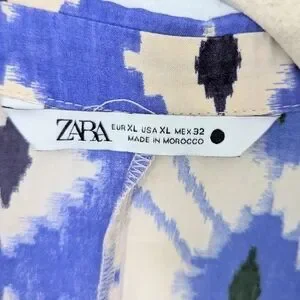 ZARA
EUR XL USA XL MEX 32
MADE IN MOROCCO